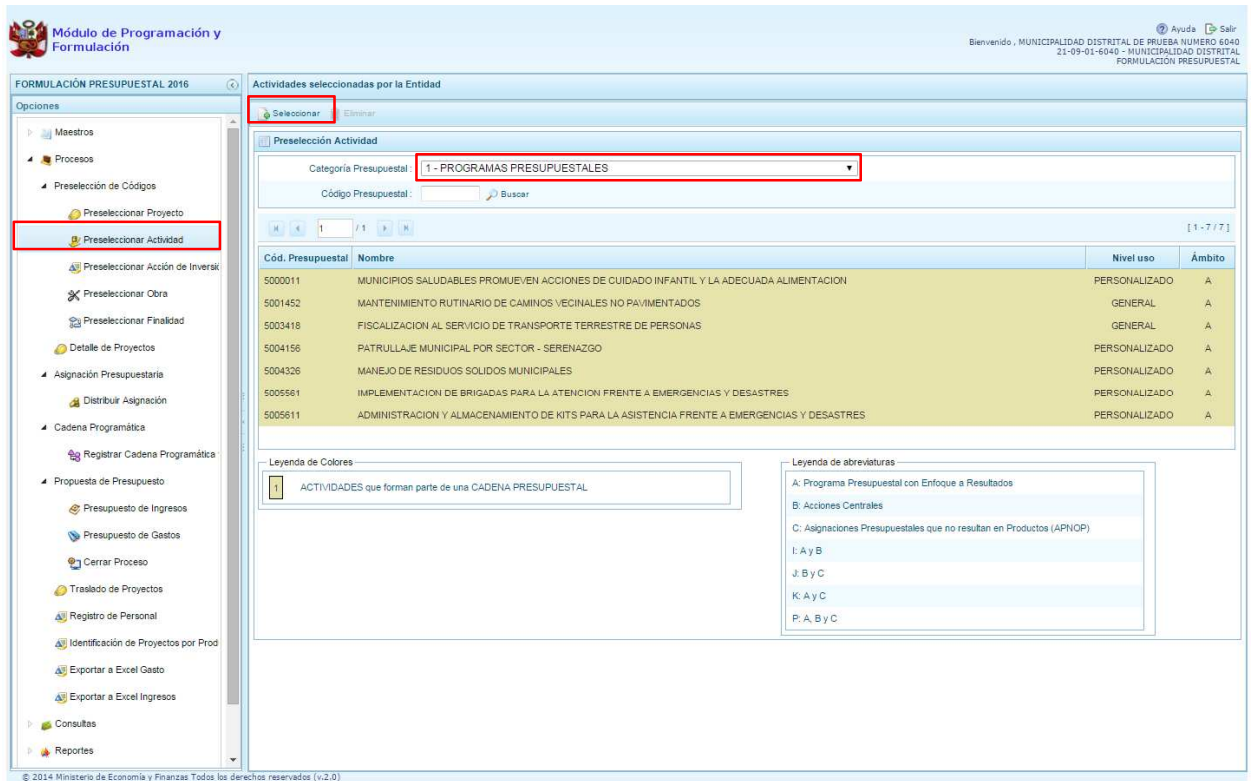 Módulo de Programación y
Formulación
Ayuda Salir
Bienvenido , MUNICIPALIDAD DISTRITAL DE PRUEBA NUMERO 6040
21-09-01-6040 - MUNICIPALIDAD DISTRITAL
FORMULACIÓN PRESUPUESTAL
FORMULACIÓN PRESUPUESTAL 2016
Opciones
Maestros
Procesos
Preselección de Códigos
Preseleccionar Proyecto
Preseleccionar Actividad
Preseleccionar Acción de Inversió
Preseleccionar Obra
Preseleccionar Finalidad
Detalle de Proyectos
Asignación Presupuestaria
Distribuir Asignación
Cadena Programática
Registrar Cadena Programática
Propuesta de Presupuesto
Presupuesto de Ingresos
Presupuesto de Gastos
Cerrar Proceso
Traslado de Proyectos
Registro de Personal
Identificación de Proyectos por Prod
Exportar a Excel Gasto
Exportar a Excel Ingresos
Consultas
Reportes
Actividades seleccionadas por la Entidad
Seleccionar Eliminar
Preselección Actividad
Categoría Presupuestal : 1 - PROGRAMAS PRESUPUESTALES
Código Presupuestal : Buscar
1 / 1 [ 1 - 7 / 7 ]
Cód. Presupuestal Nombre Nivel uso Ámbito
5000011 MUNICIPIOS SALUDABLES PROMUEVEN ACCIONES DE CUIDADO INFANTIL Y LA ADECUADA ALIMENTACION PERSONALIZADO A
5001452 MANTENIMIENTO RUTINARIO DE CAMINOS VECINALES NO PAVIMENTADOS GENERAL A
5003418 FISCALIZACION AL SERVICIO DE TRANSPORTE TERRESTRE DE PERSONAS GENERAL A
5004156 PATRULLAJE MUNICIPAL POR SECTOR - SERENAZGO PERSONALIZADO A
5004326 MANEJO DE RESIDUOS SOLIDOS MUNICIPALES PERSONALIZADO A
5005561 IMPLEMENTACION DE BRIGADAS PARA LA ATENCION FRENTE A EMERGENCIAS Y DESASTRES PERSONALIZADO A
5005611 ADMINISTRACION Y ALMACENAMIENTO DE KITS PARA LA ASISTENCIA FRENTE A EMERGENCIAS Y DESASTRES PERSONALIZADO A
Leyenda de Colores
1 ACTIVIDADES que forman parte de una CADENA PRESUPUESTAL
Leyenda de abreviaturas
A: Programa Presupuestal con Enfoque a Resultados
B: Acciones Centrales
C: Asignaciones Presupuestales que no resultan en Productos (APNOP)
I: A y B
J: B y C
K: A y C
P: A, B y C
© 2014 Ministerio de Economía y Finanzas Todos los derechos reservados (v.2.0)